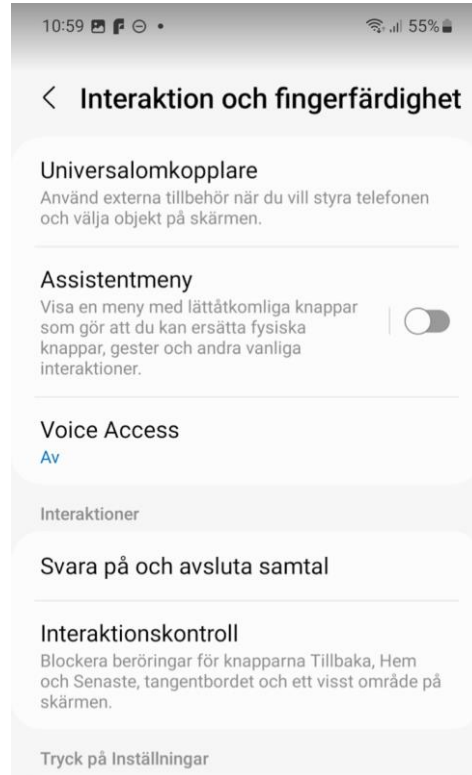 10:59 55%
Interaktion och fingerfärdighet
Universalomkopplare
Använd externa tillbehör när du vill styra telefonen
och välja objekt på skärmen.
Assistentmeny
Visa en meny med lättåtkomliga knappar
som gör att du kan ersätta fysiska
knappar, gester och andra vanliga
interaktioner.
Voice Access
Av
Interaktioner
Svara på och avsluta samtal
Interaktionskontroll
Blockera beröringar för knapparna Tillbaka, Hem
och Senaste, tangentbordet och ett visst område på
skärmen.
Tryck på Inställningar